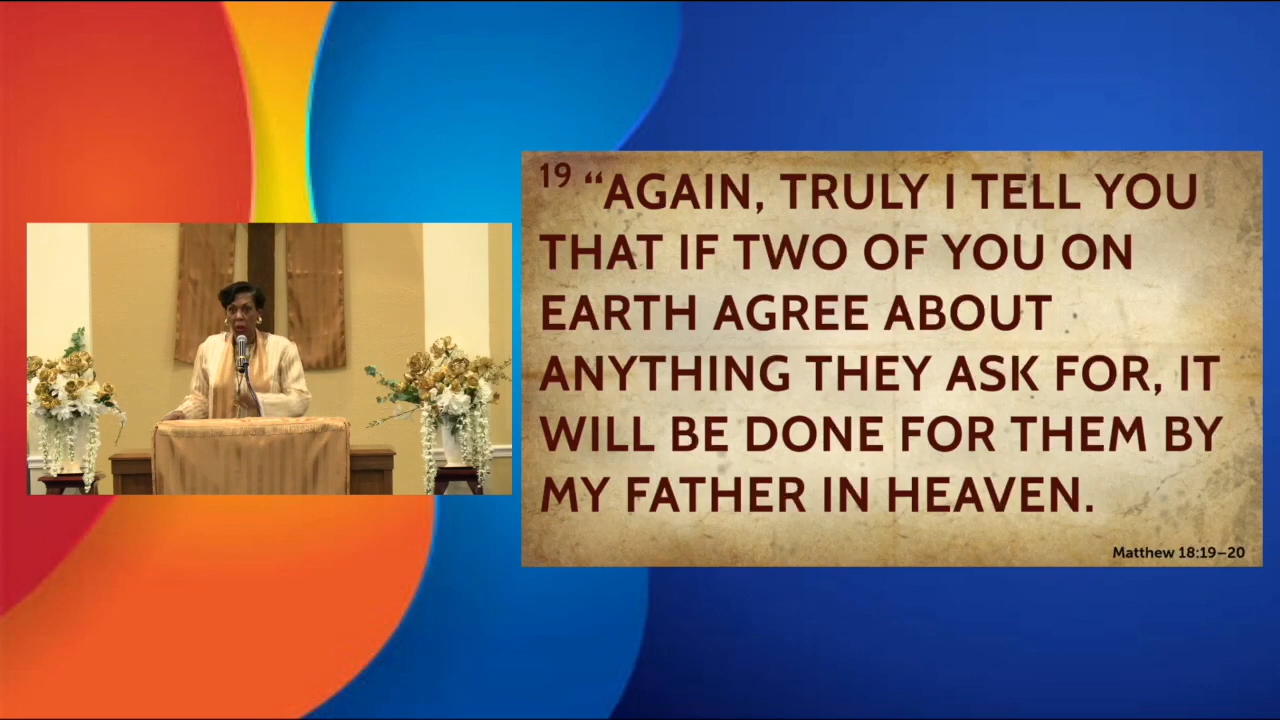 19 “AGAIN, TRULY I TELL YOU
THAT IF TWO OF YOU ON
EARTH AGREE ABOUT
ANYTHING THEY ASK FOR, IT
WILL BE DONE FOR THEM BY
MY FATHER IN HEAVEN.
Matthew 18:19–20